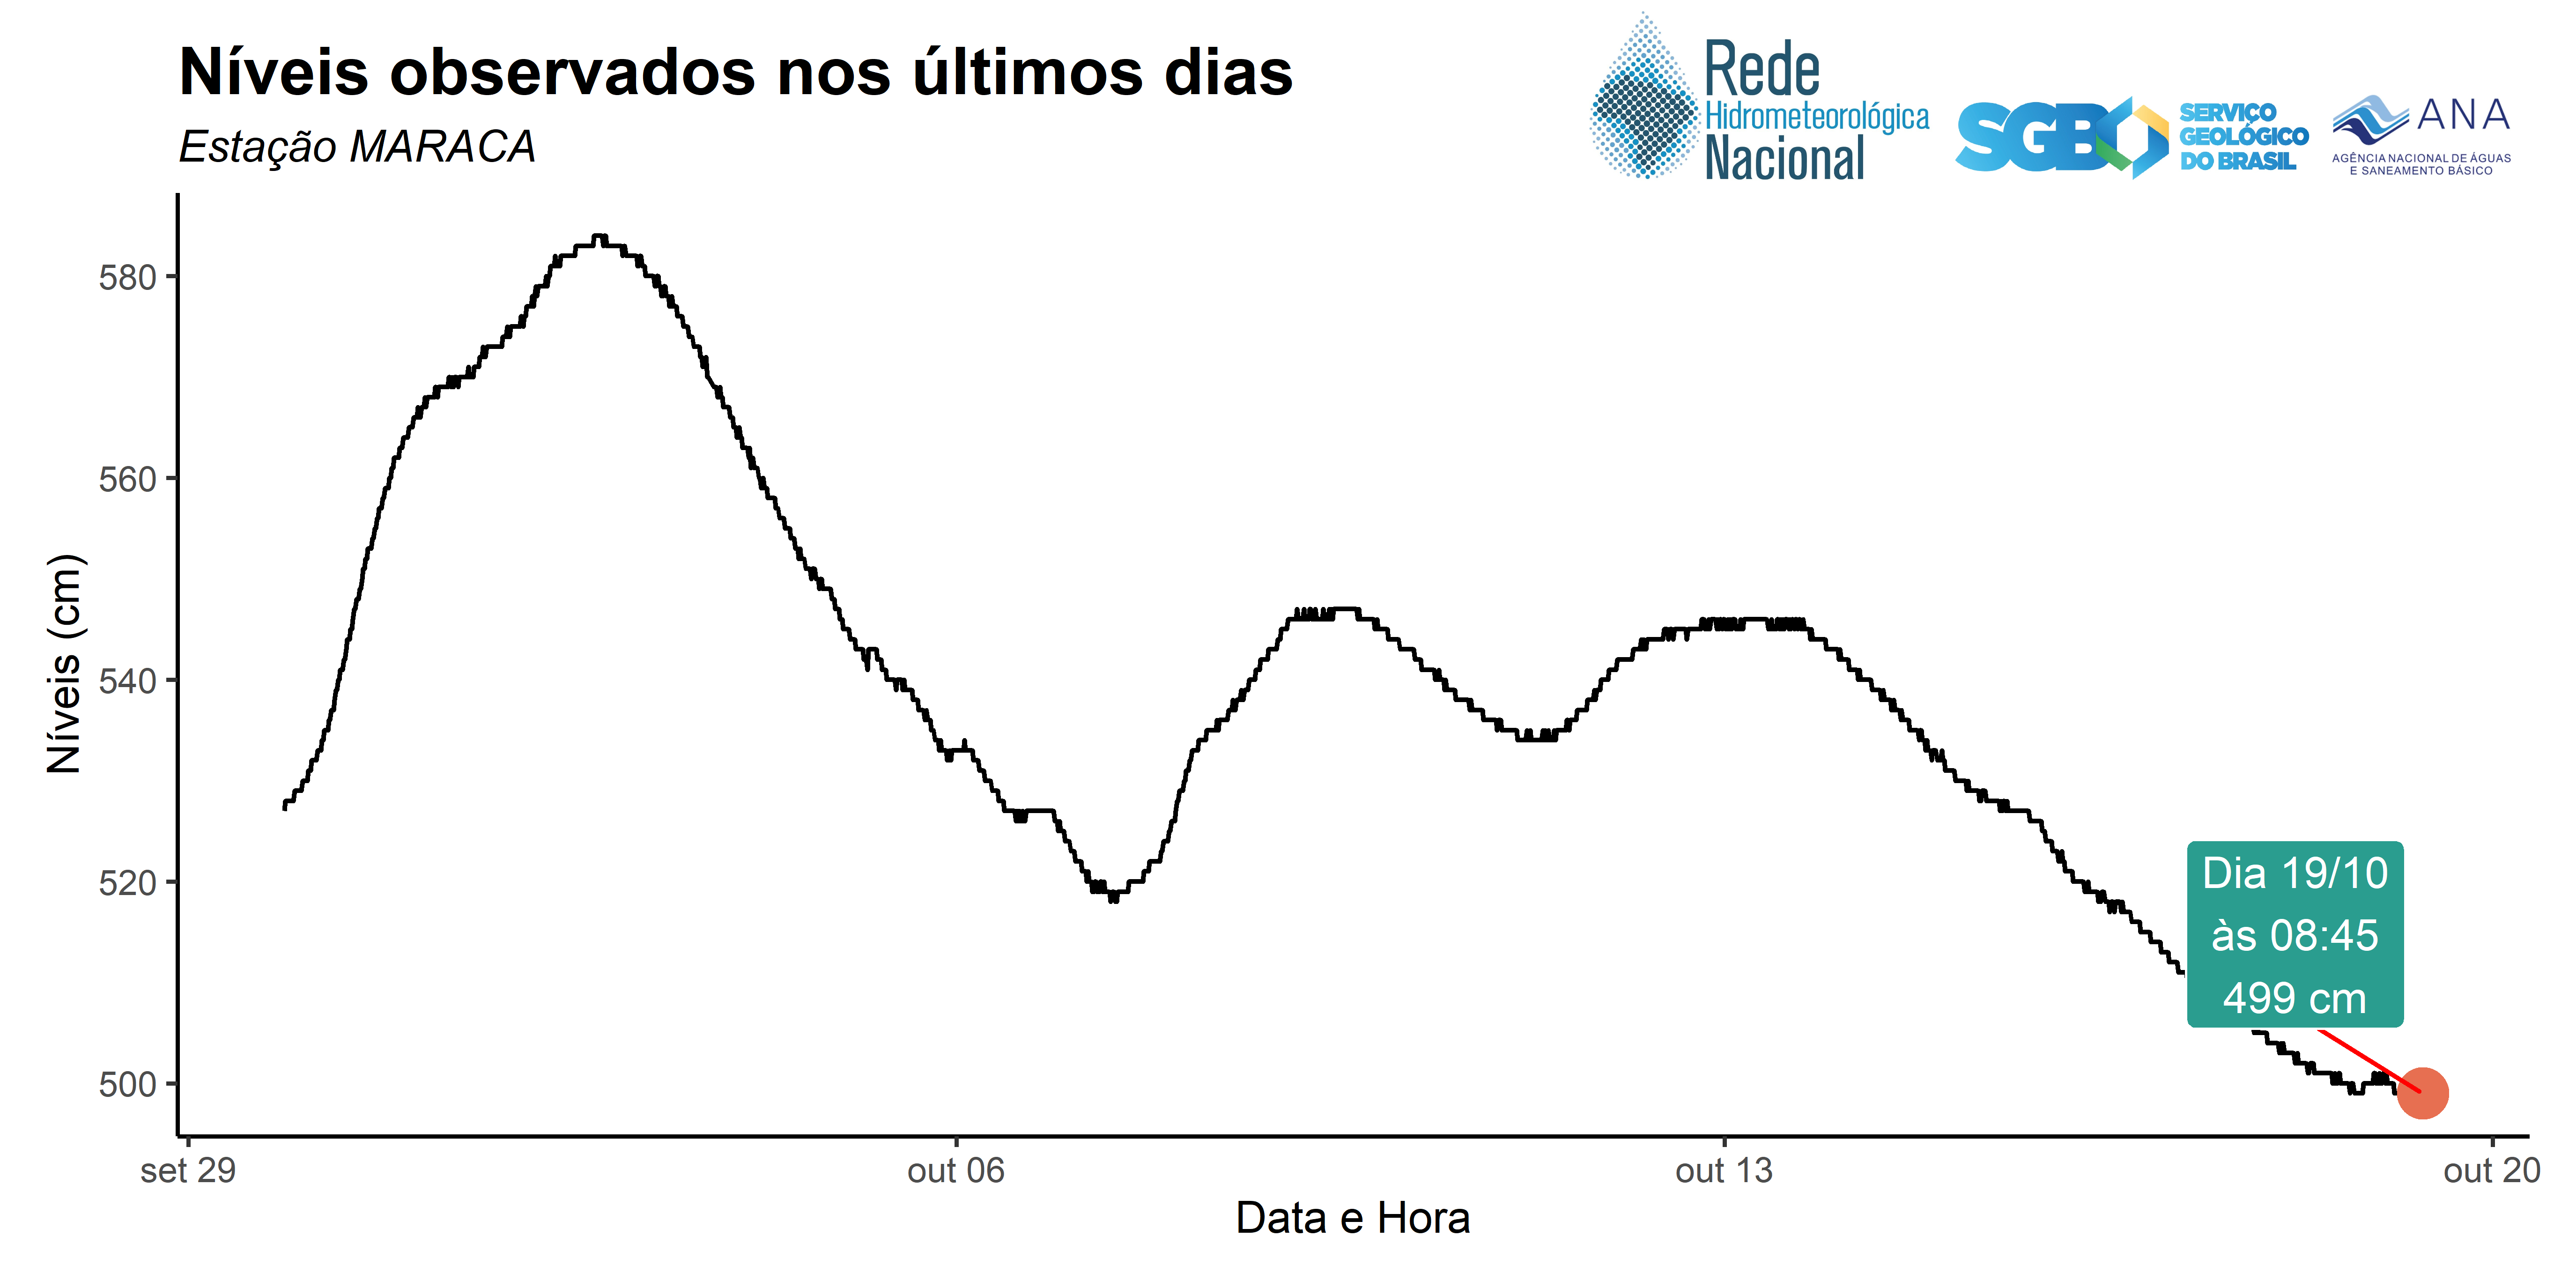 Níveis observados nos últimos dias
Estação MARACA
Rede
Hidrometeorológica
Nacional
SGB
SERVIÇO
GEOLÓGICO
DO BRASIL
ANA
AGÊNCIA NACIONAL DE ÁGUAS
E SANEAMENTO BÁSICO
Níveis (cm)
580
560
540
520
500
Dia 19/10
às 08:45
499 cm
set 29
out 06
out 13
out 20
Data e Hora